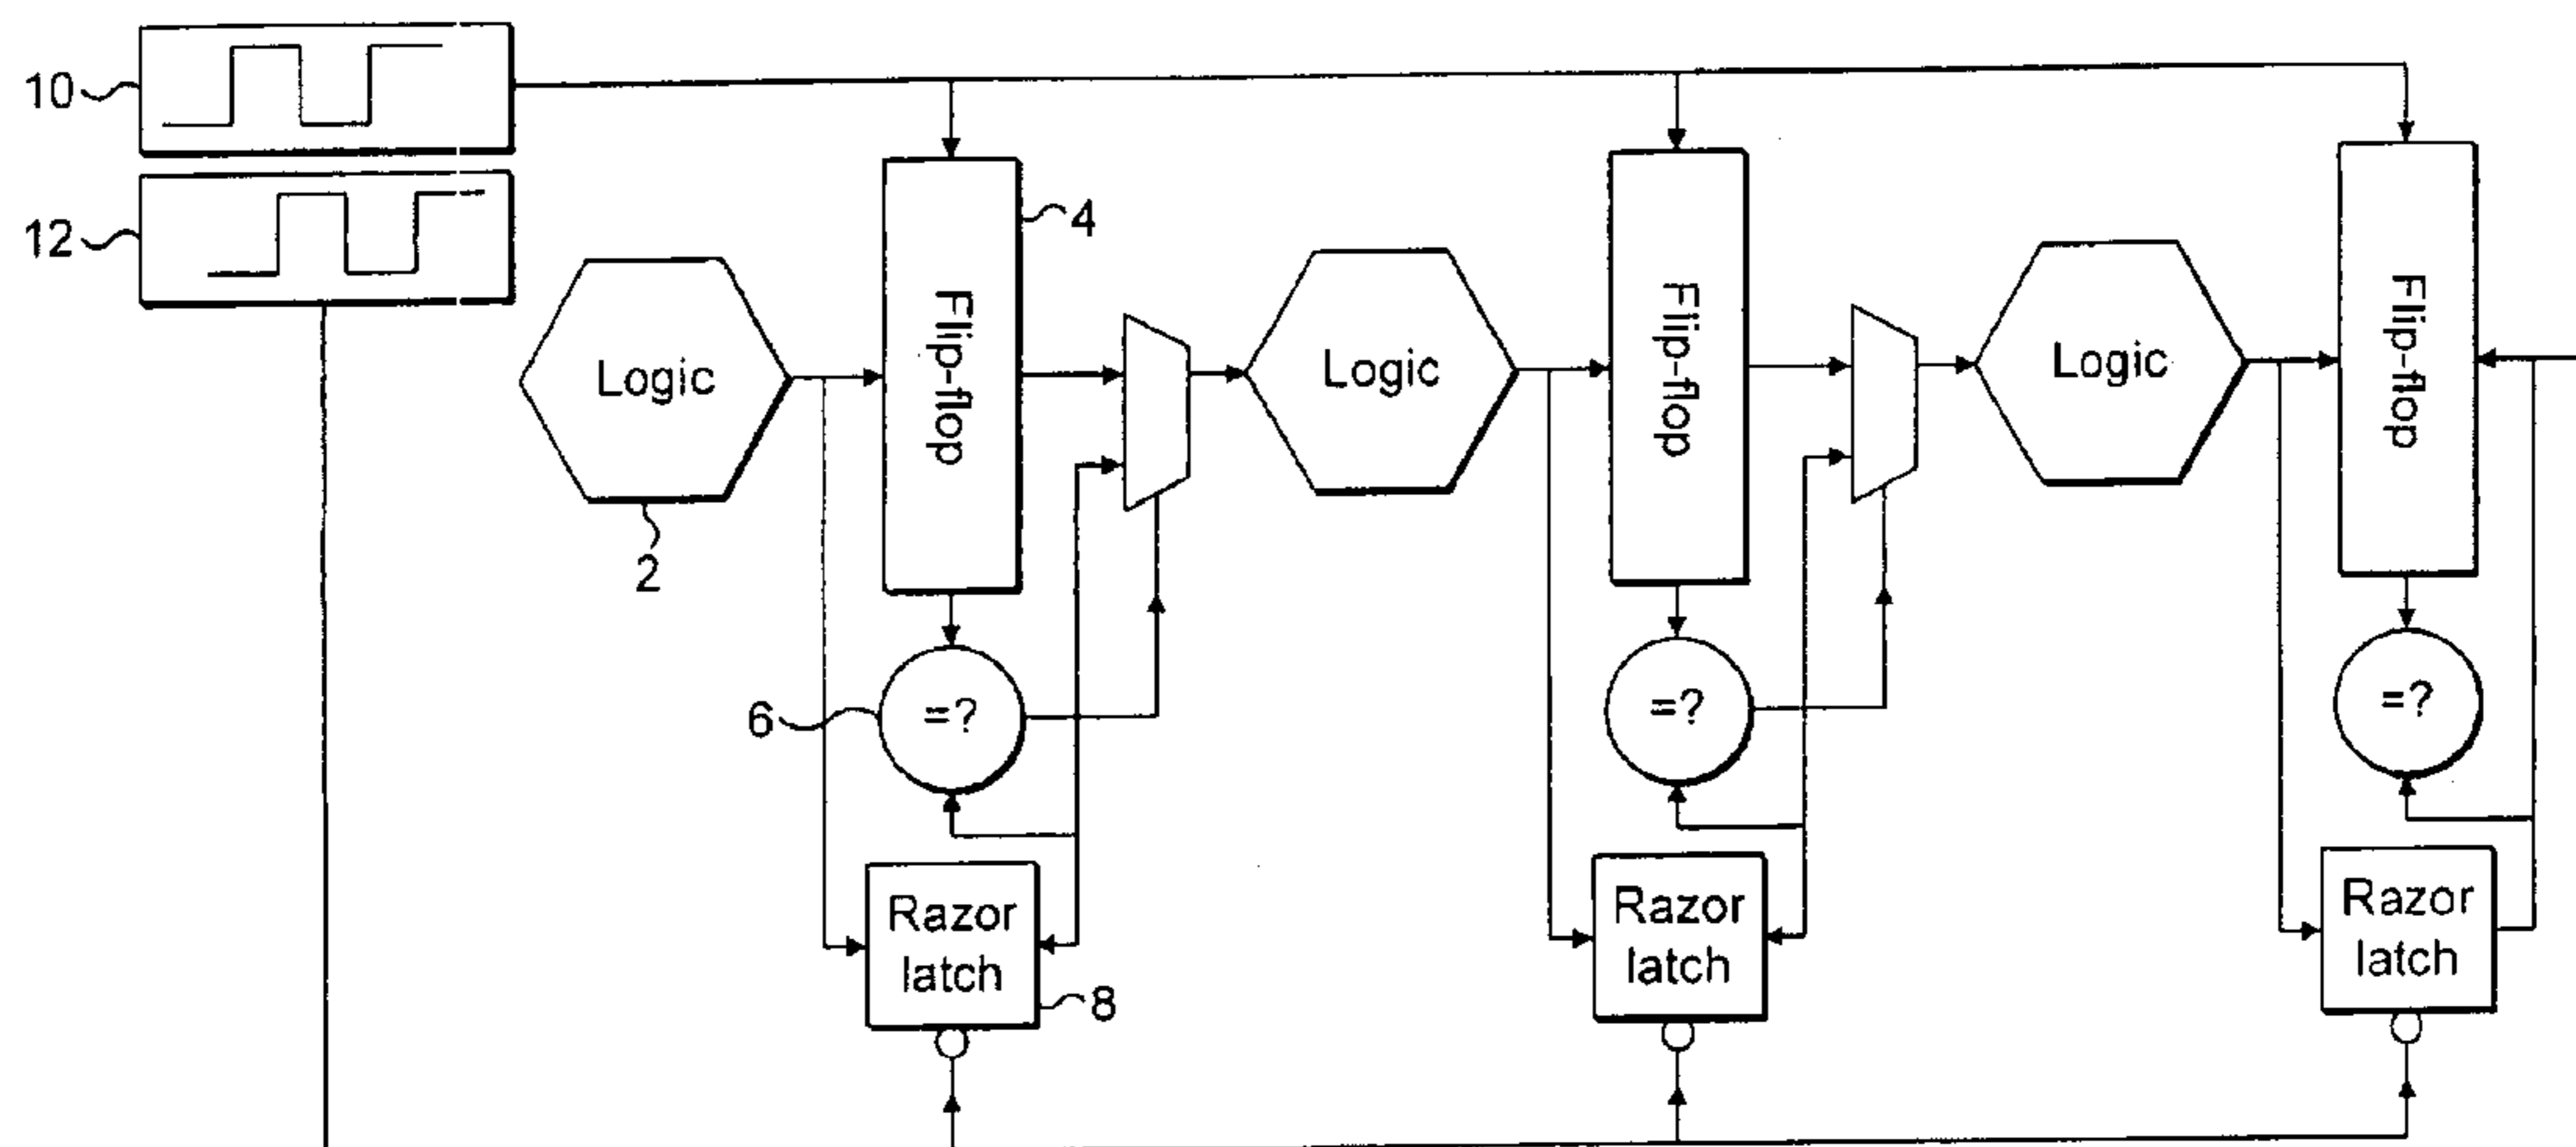 10
12
4
Logic
Flip-flop
Logic
Flip-flop
Logic
Flip-flop
2
6
=?
=?
=?
Razor
latch
8
Razor
latch
Razor
latch